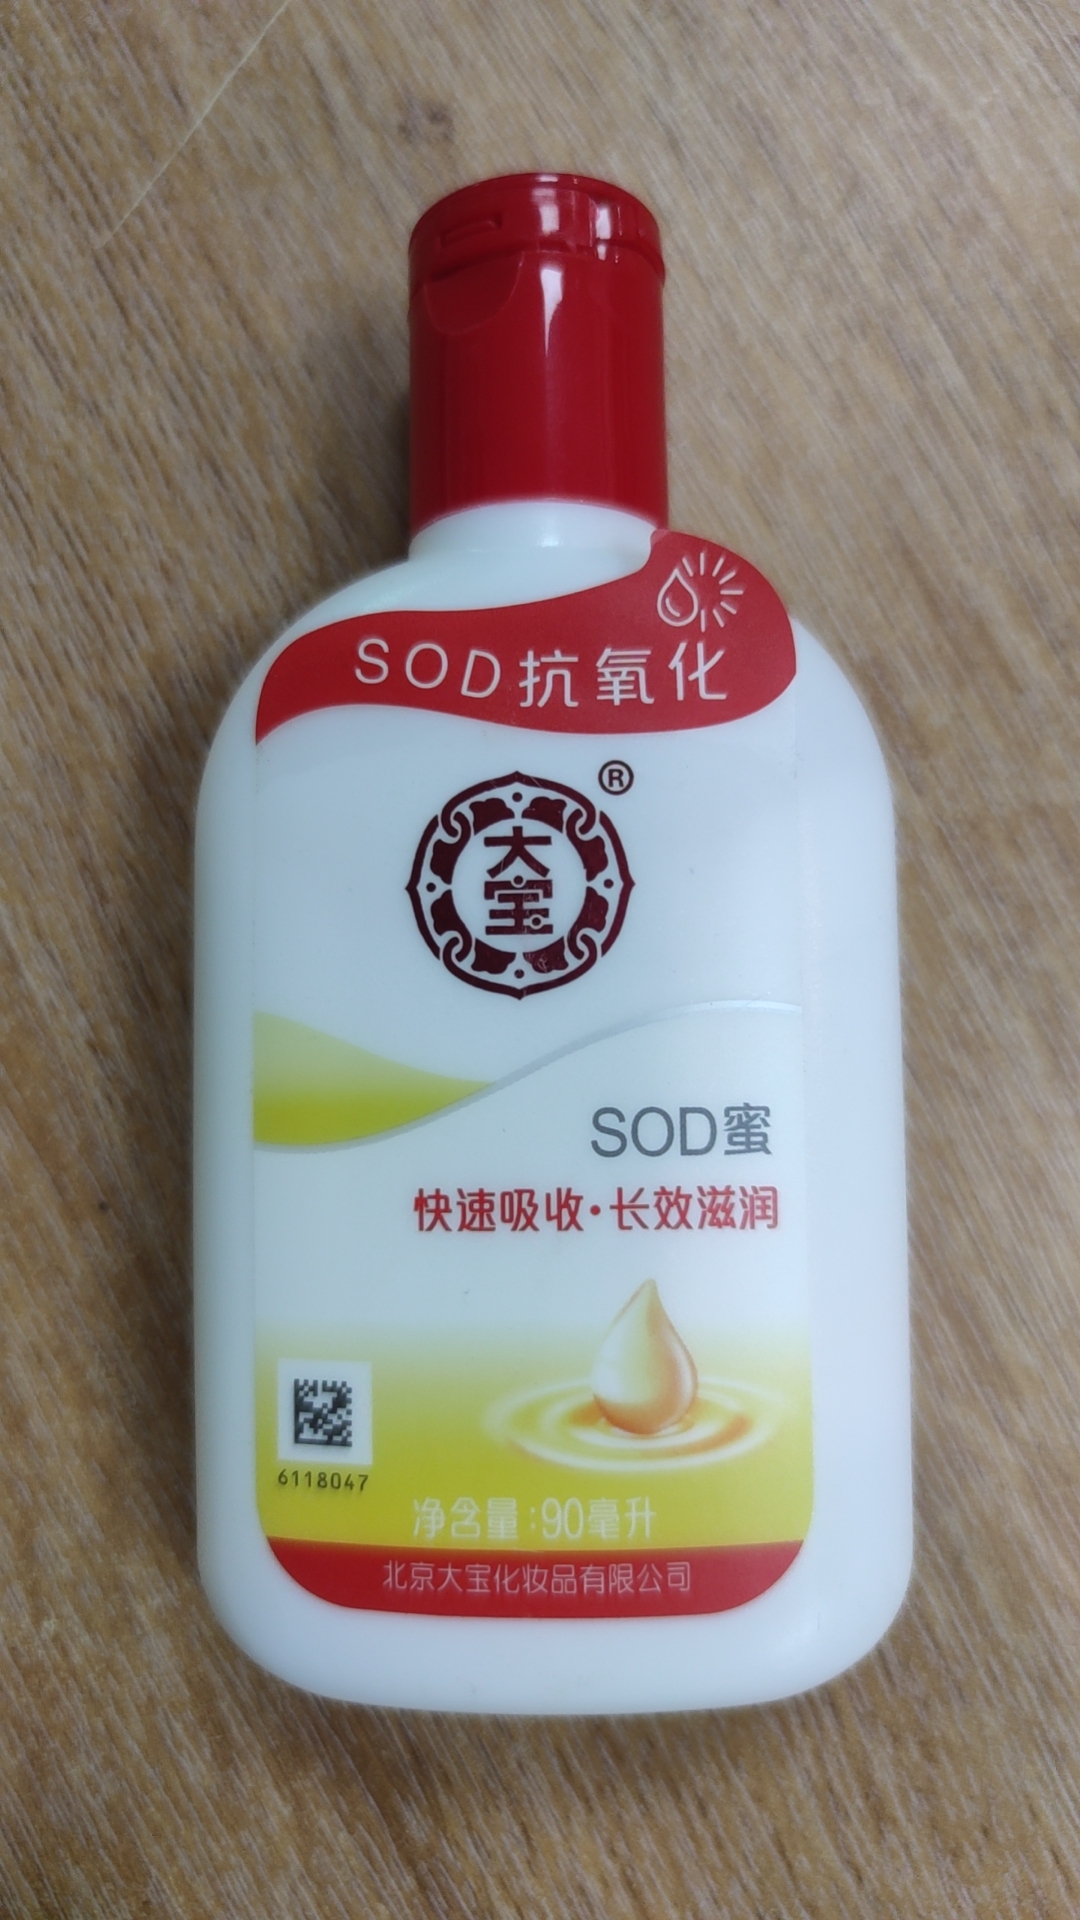 SOD抗氧化
®
大宝
SOD蜜
快速吸收·长效滋润
6118047
净含量:90毫升
北京大宝化妆品有限公司